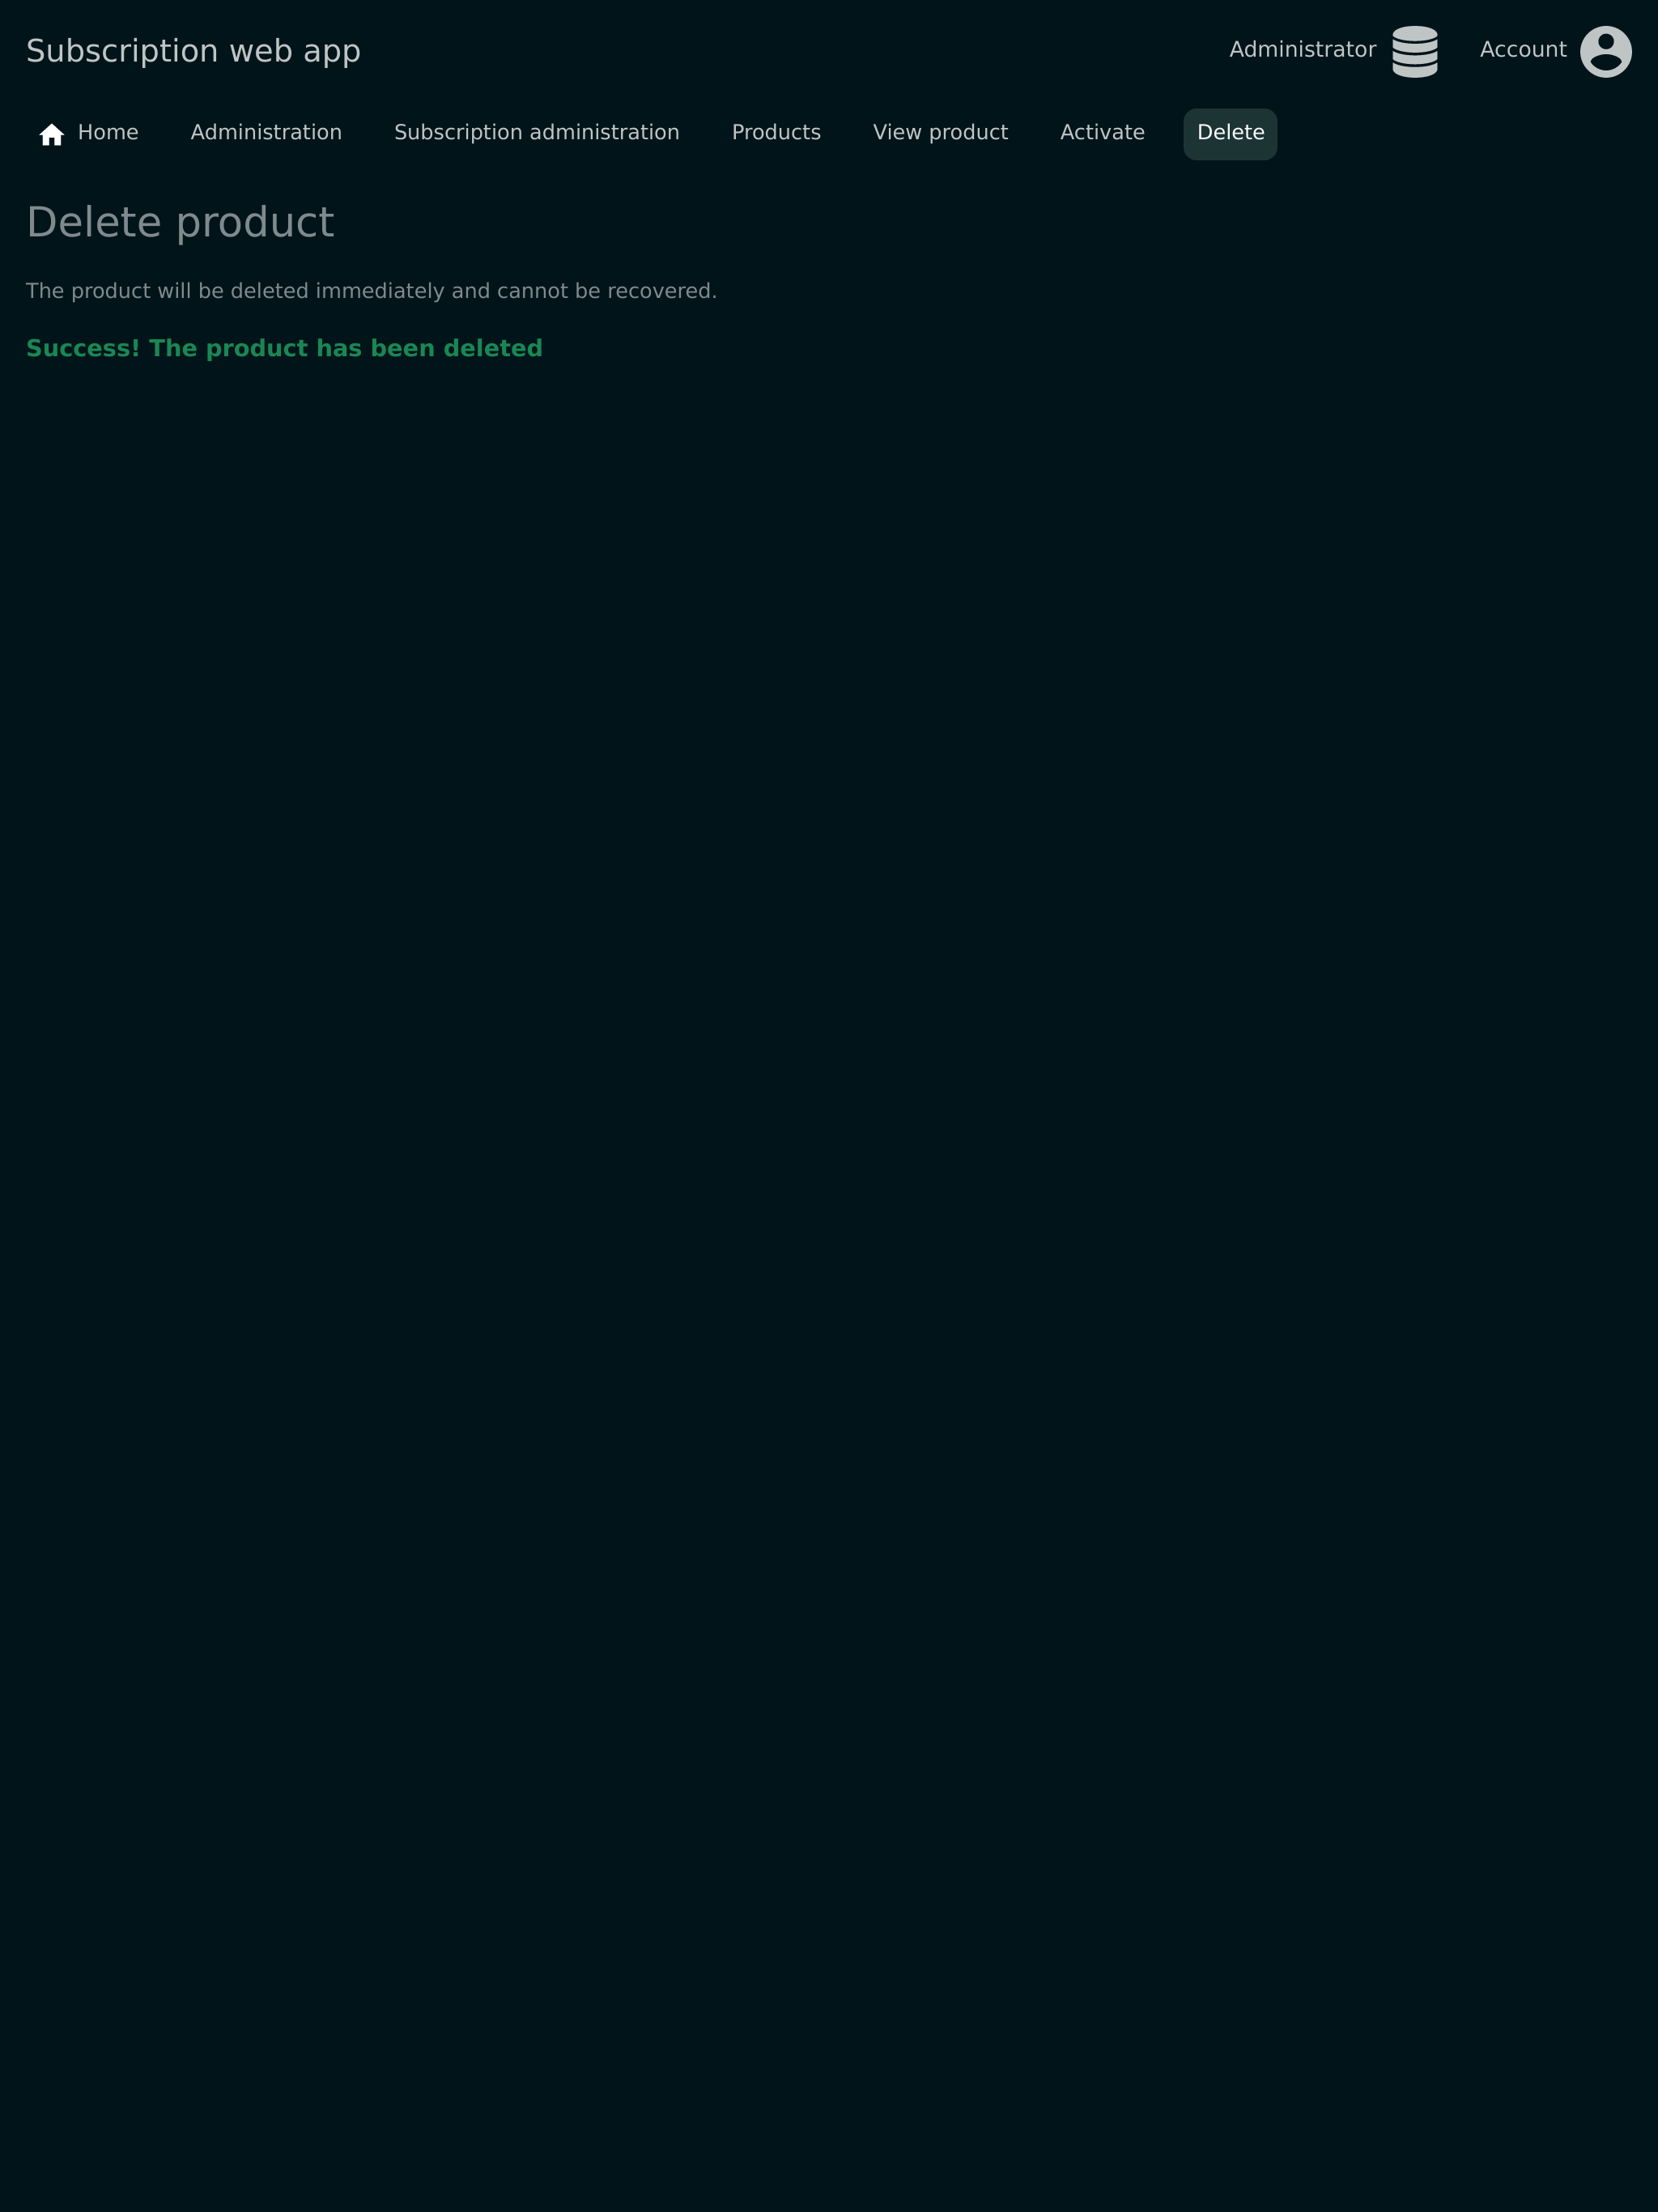 Subscription web app
Administrator Account
Home Administration Subscription administration Products View product Activate Delete
Delete product
The product will be deleted immediately and cannot be recovered.
Success! The product has been deleted